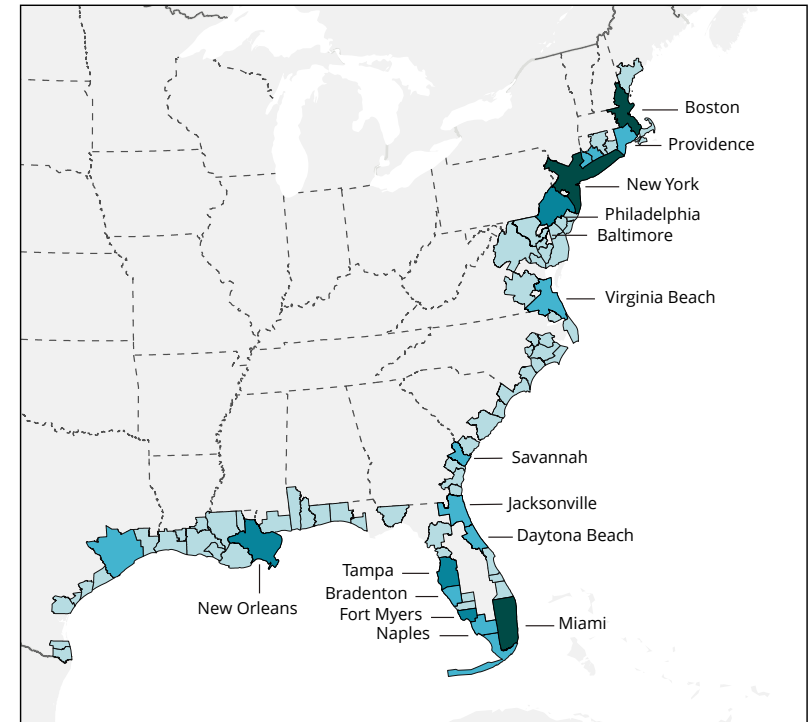 Boston
Providence
New York
Philadelphia
Baltimore
Virginia Beach
Savannah
Jacksonville
Daytona Beach
Tampa
Bradenton
New Orleans
Fort Myers
Miami
Naples